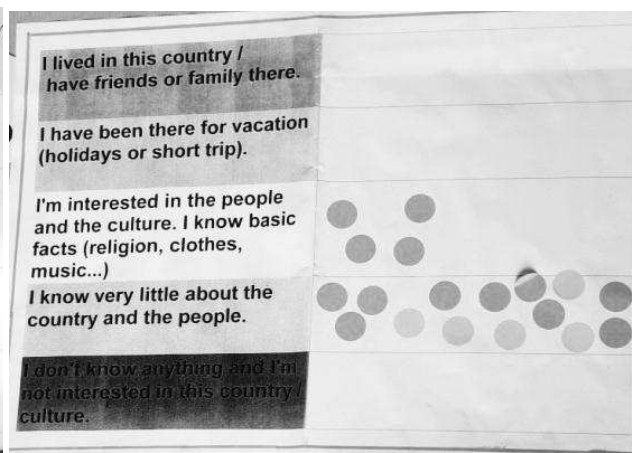 I lived in this country /
have friends or family there.
I have been there for vacation
(holidays or short trip).
I'm interested in the people
and the culture. I know basic
facts (religion, clothes,
music...)
I know very little about the
country and the people.
I don't know anything and I'm
not interested in this country/
culture.